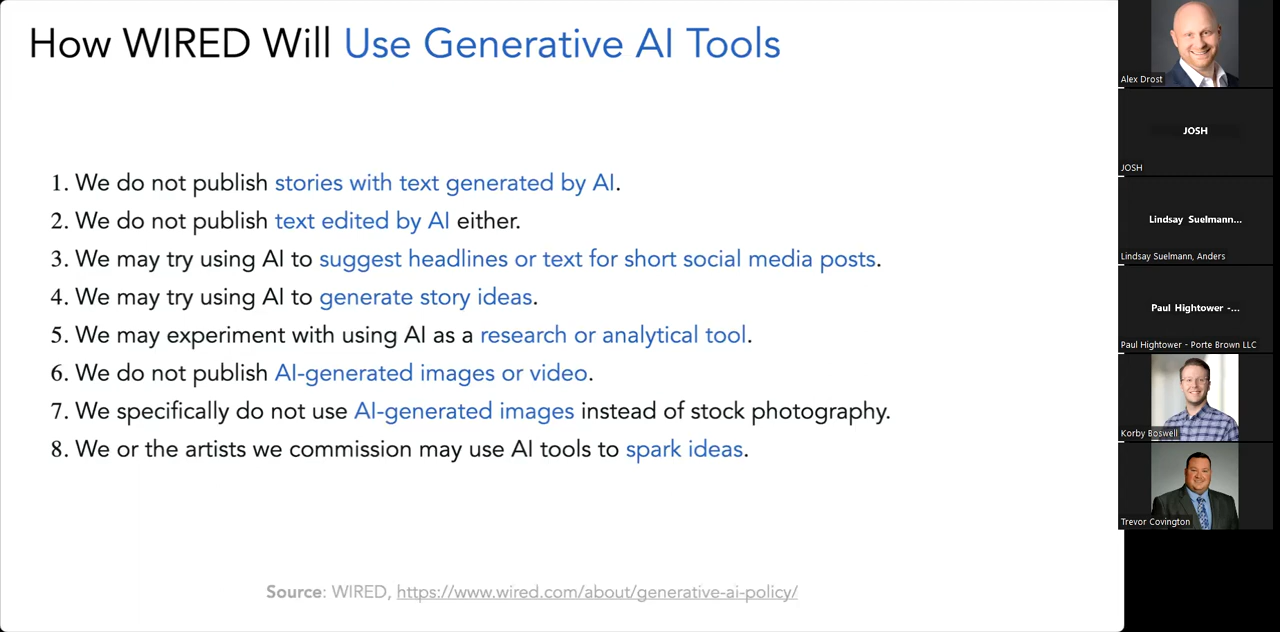 How WIRED Will Use Generative AI Tools
1. We do not publish stories with text generated by AI.
2. We do not publish text edited by AI either.
3. We may try using AI to suggest headlines or text for short social media posts.
4. We may try using AI to generate story ideas.
5. We may experiment with using AI as a research or analytical tool.
6. We do not publish AI-generated images or video.
7. We specifically do not use AI-generated images instead of stock photography.
8. We or the artists we commission may use AI tools to spark ideas.
Source: WIRED, https://www.wired.com/about/generative-ai-policy/
Alex Drost
JOSH
JOSH
Lindsay Suelmann...
Lindsay Suelmann, Anders
Paul Hightower -...
Paul Hightower - Porte Brown LLC
Korby Boswell
Trevor Covington